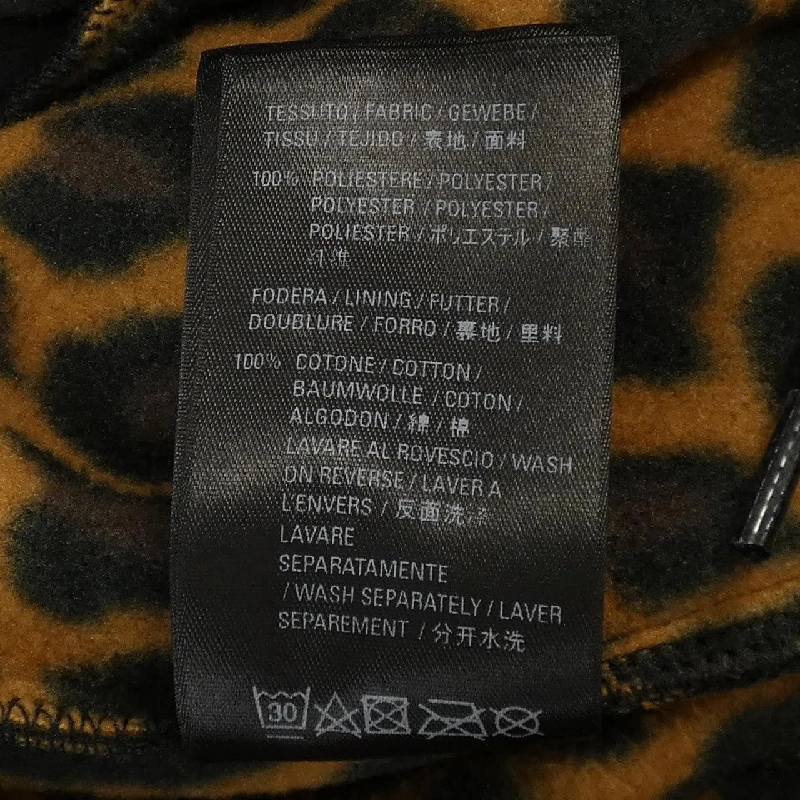 TESSUTO / FABRIC / GEWEBE /
TISSU / TEJIDO /表地 / 面料
100% POLIESTERE / POLYESTER /
POLYESTER / POLYESTER /
POLIESTER / ポリエステル / 聚酯
纤维
FODERA / LINING / FUTTER /
DOUBLURE / FORRO / 裏地 / 里料
100% COTONE / COTTON /
BAUMWOLLE / COTON /
ALGODON / 綿 / 棉
LAVARE AL ROVESCIO / WASH
ON REVERSE / LAVER A
L'ENVERS / 反面洗涤
LAVARE
SEPARATAMENTE
/ WASH SEPARATELY / LAVER
SEPAREMENT / 分开水洗
30